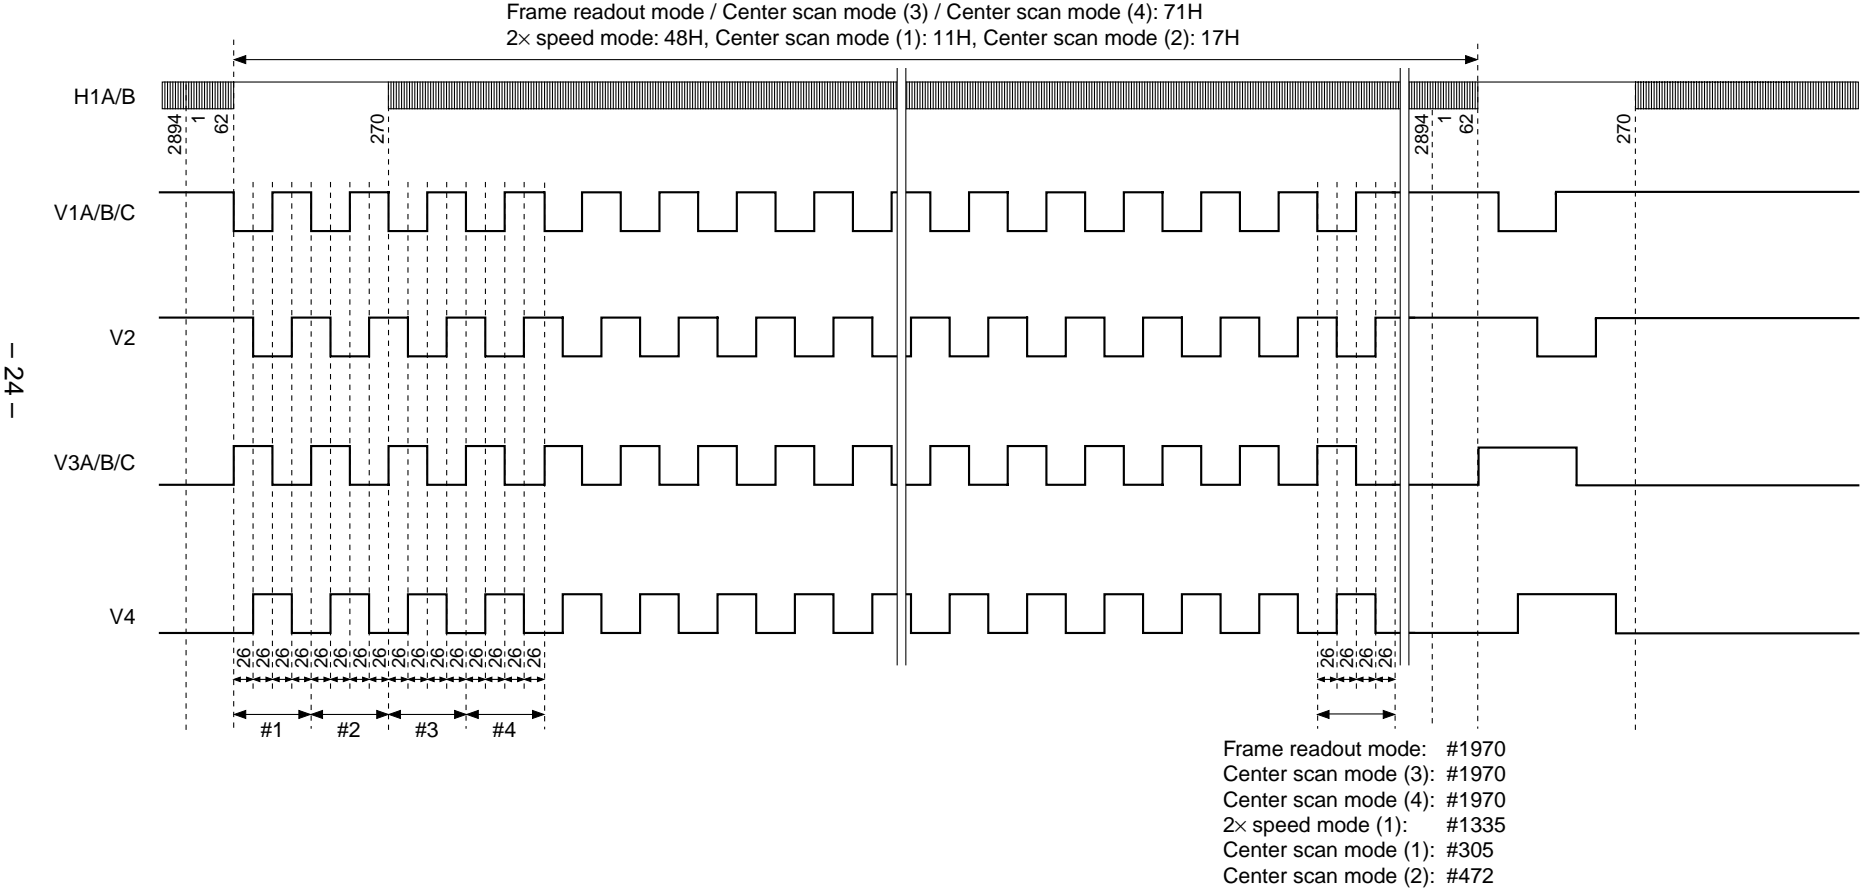 Frame readout mode / Center scan mode (3) / Center scan mode (4): 71H
2× speed mode: 48H, Center scan mode (1): 11H, Center scan mode (2): 17H
H1A/B
2894 1 62 270 2894 1 62 270
V1A/B/C
V2
– 24 –
V3A/B/C
V4
26 26 26 26 26 26 26 26 26 26 26 26 26 26 26 26 26 26 26 26
#1 #2 #3 #4
Frame readout mode: #1970
Center scan mode (3): #1970
Center scan mode (4): #1970
2× speed mode (1): #1335
Center scan mode (1): #305
Center scan mode (2): #472